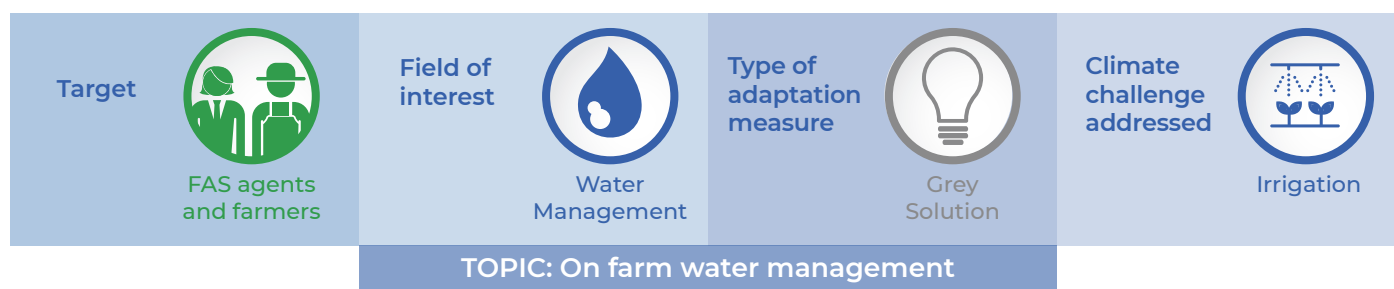 Target
FAS agents
and farmers
Field of
interest
Water
Management
Type of
adaptation
measure
Grey
Solution
Climate
challenge
addressed
Irrigation
TOPIC: On farm water management